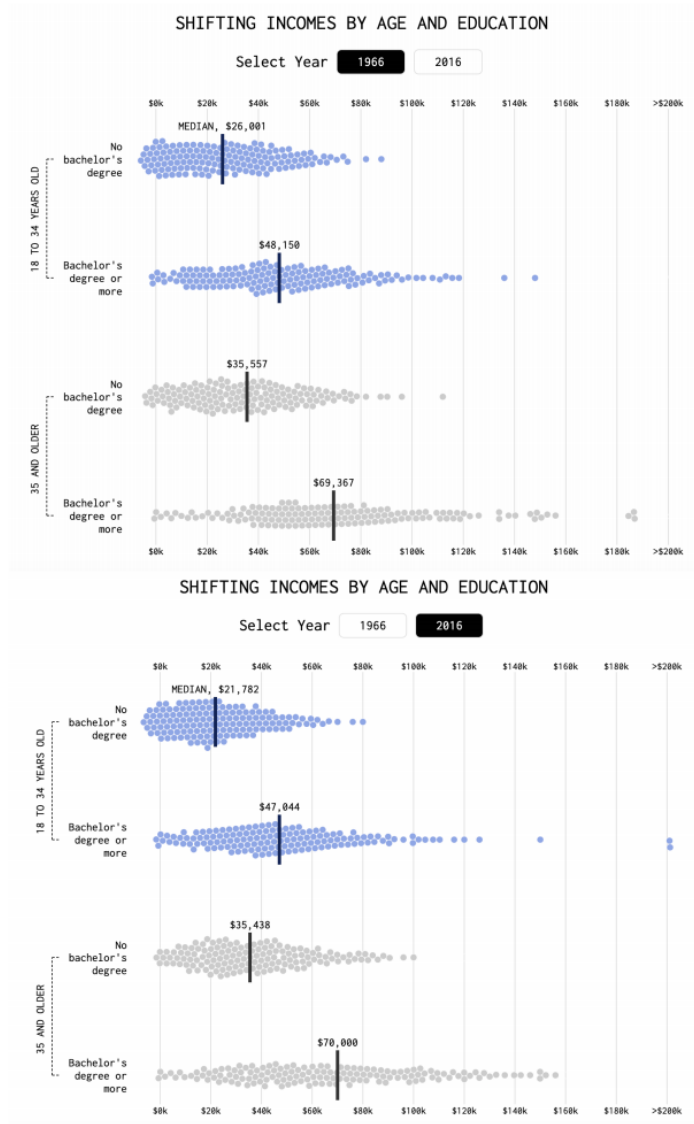 SHIFTING INCOMES BY AGE AND EDUCATION
Select Year 1966 2016
$0k $20k $40k $60k $80k $100k $120k $140k $160k $180k >$200k
MEDIAN, $26,001
18 TO 34 YEARS OLD
No
bachelor's
degree
$48,150
Bachelor's
degree or
more
$35,557
35 AND OLDER
No
bachelor's
degree
$69,367
Bachelor's
degree or
more
$0k $20k $40k $60k $80k $100k $120k $140k $160k $180k >$200k
SHIFTING INCOMES BY AGE AND EDUCATION
Select Year 1966 2016
$0k $20k $40k $60k $80k $100k $120k $140k $160k $180k >$200k
MEDIAN, $21,782
18 TO 34 YEARS OLD
No
bachelor's
degree
$47,044
Bachelor's
degree or
more
$35,438
35 AND OLDER
No
bachelor's
degree
$70,000
Bachelor's
degree or
more
$0k $20k $40k $60k $80k $100k $120k $140k $160k $180k >$200k